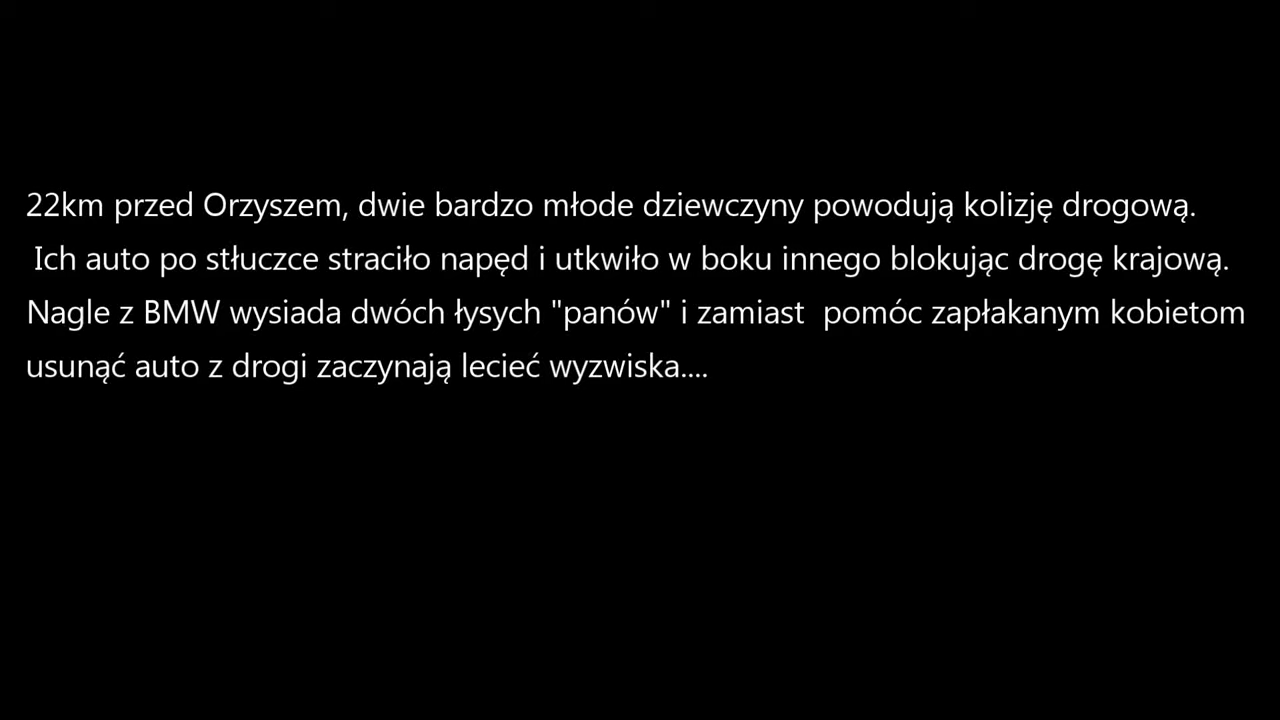 22km przed Orzyszem, dwie bardzo młode dziewczyny powodują kolizję drogową.
Ich auto po stłuczce straciło napęd i utkwiło w boku innego blokując drogę krajową.
Nagle z BMW wysiada dwóch łysych "panów" i zamiast  pomóc zapłakanym kobietom
usunąć auto z drogi zaczynają lecieć wyzwiska....